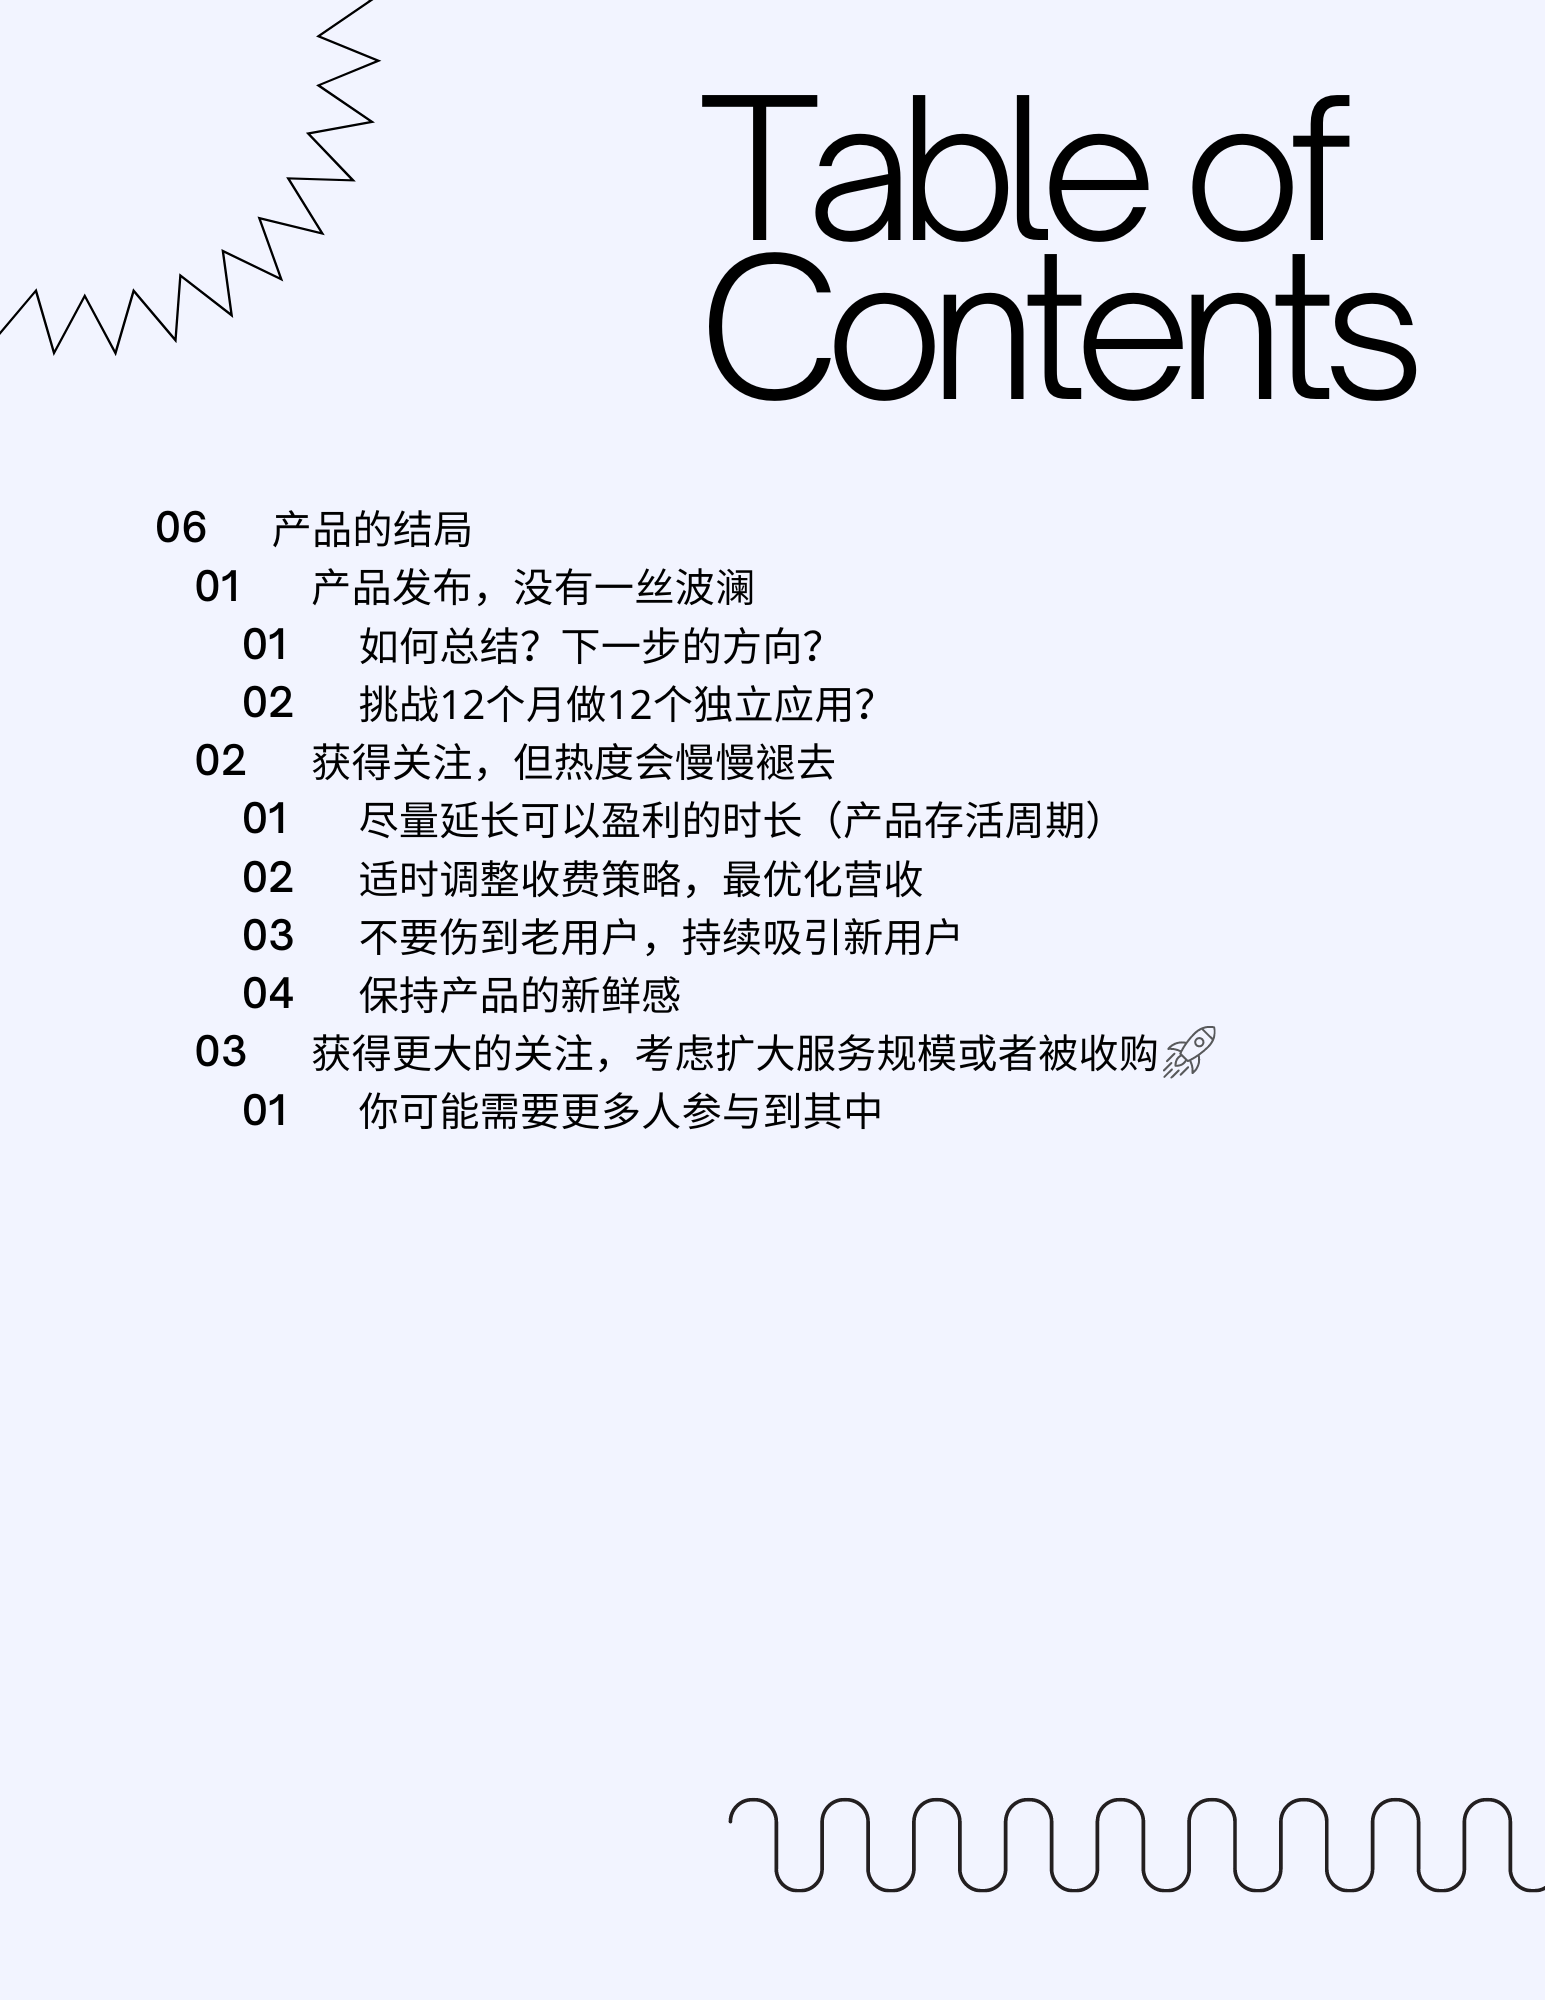 Table of
Contents
06 产品的结局
01 产品发布，没有一丝波澜
01 如何总结？下一步的方向？
02 挑战12个月做12个独立应用？
02 获得关注，但热度会慢慢褪去
01 尽量延长可以盈利的时长（产品存活周期）
02 适时调整收费策略，最优化营收
03 不要伤到老用户，持续吸引新用户
04 保持产品的新鲜感
03 获得更大的关注，考虑扩大服务规模或者被收购
01 你可能需要更多人参与到其中